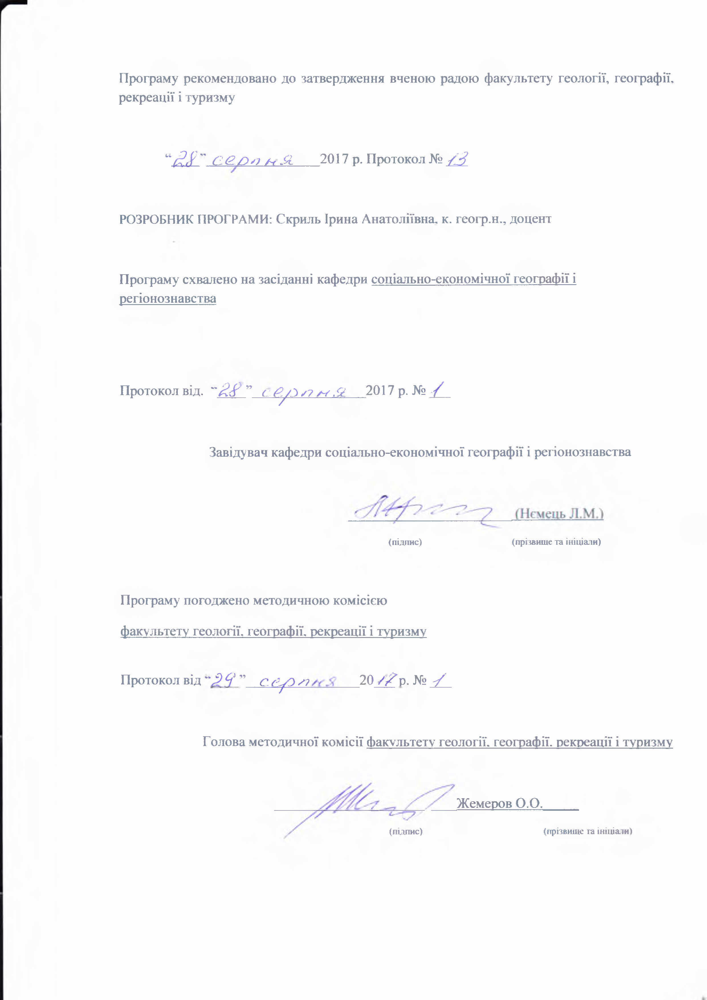 Програму рекомендовано до затвердження вченою радою факультету геології, географії,
рекреації і туризму
“28” серпня 2017 р. Протокол № 13
РОЗРОБНИК ПРОГРАМИ: Скриль Ірина Анатоліївна, к. геогр.н., доцент
Програму схвалено на засіданні кафедри соціально-економічної географії і
регіонознавства
Протокол від. “28” серпня 2017 р. № 1
Завідувач кафедри соціально-економічної географії і регіонознавства
(Нємець Л.М.)
(підпис) (прізвище та ініціали)
Програму погоджено методичною комісією
факультету геології, географії, рекреації і туризму
Протокол від “29” серпня 2017 р. № 1
Голова методичної комісії факультету геології, географії, рекреації і туризму
Жемеров О.О.
(підпис) (прізвище та ініціали)